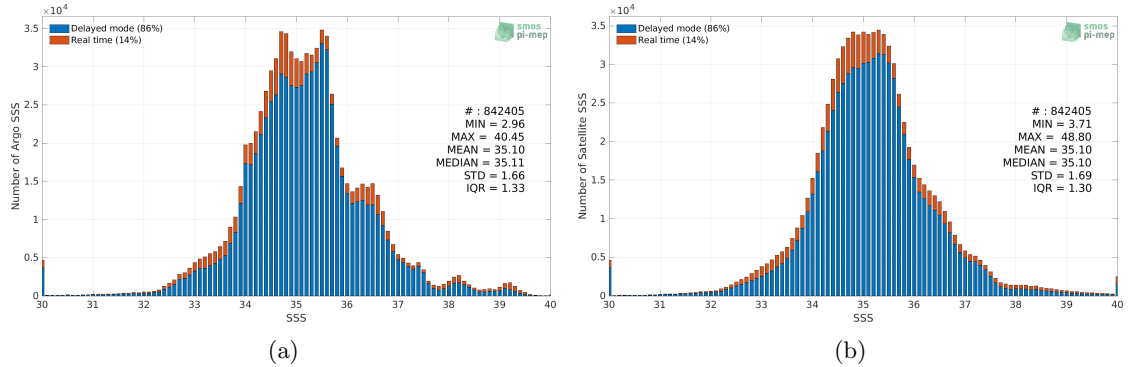 ×10⁴
Delayed mode (86%)
Real time (14%)
smos
pi-mep
3.5
3
2.5
2
1.5
1
0.5
0
Number of Argo SSS
# : 842405
MIN = 2.96
MAX = 40.45
MEAN = 35.10
MEDIAN = 35.11
STD = 1.66
IQR = 1.33
30 31 32 33 34 35 36 37 38 39 40
SSS
(a)
×10⁴
Delayed mode (86%)
Real time (14%)
smos
pi-mep
3.5
3
2.5
2
1.5
1
0.5
0
Number of Satellite SSS
# : 842405
MIN = 3.71
MAX = 48.80
MEAN = 35.10
MEDIAN = 35.10
STD = 1.69
IQR = 1.30
30 31 32 33 34 35 36 37 38 39 40
SSS
(b)